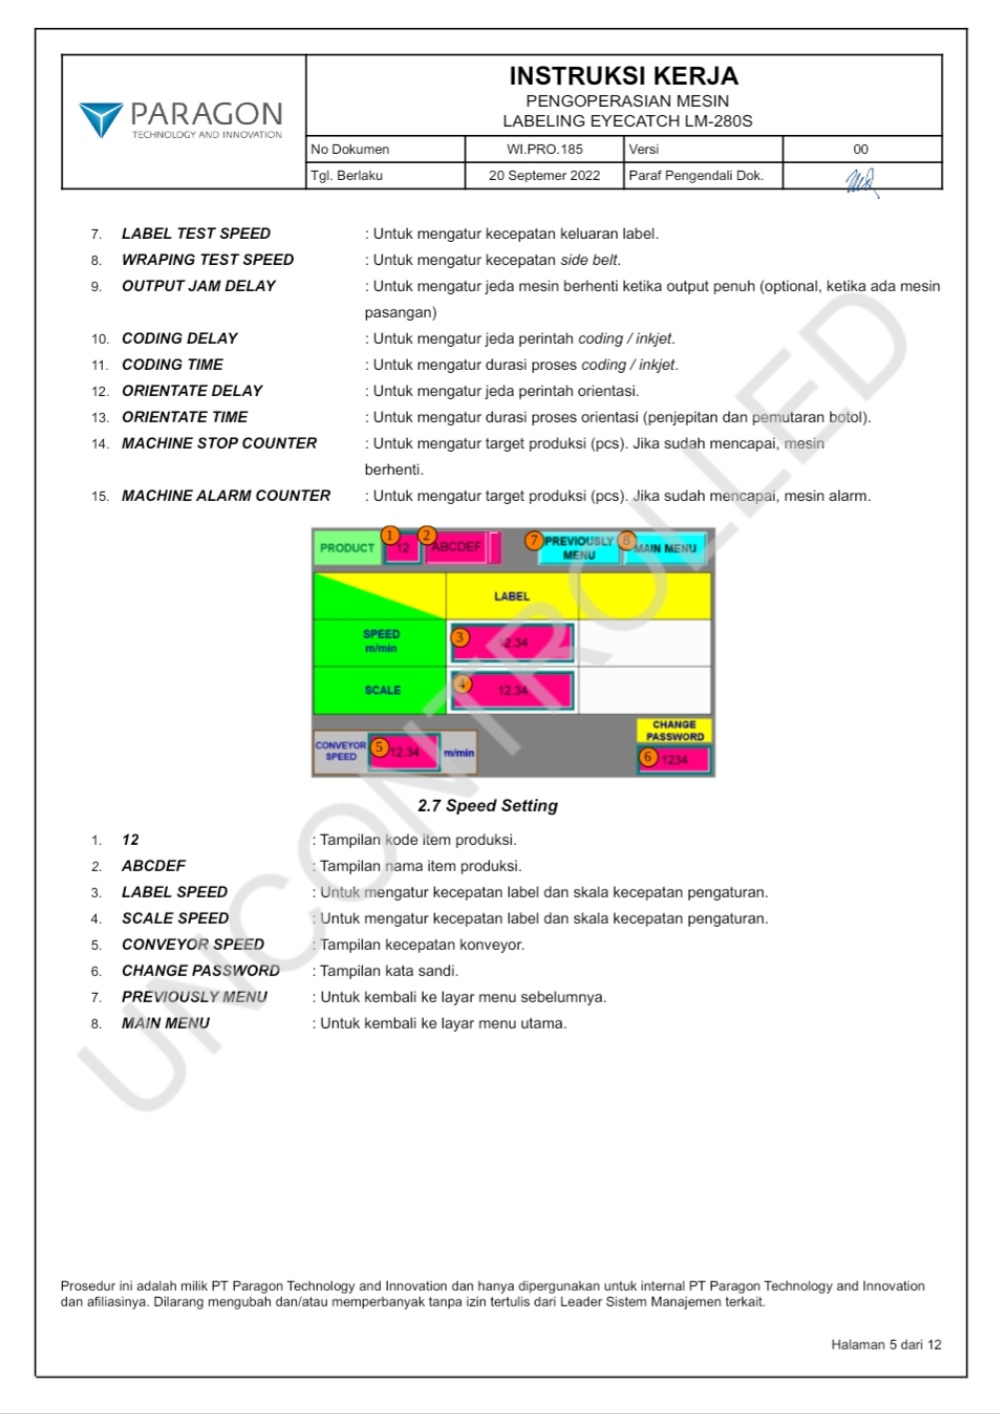 PARAGON
TECHNOLOGY AND INNOVATION
INSTRUKSI KERJA
PENGOPERASIAN MESIN
LABELING EYECATCH LM-280S
No Dokumen WI.PRO.185 Versi 00
Tgl. Berlaku 20 Septemer 2022 Paraf Pengendali Dok.
7. LABEL TEST SPEED : Untuk mengatur kecepatan keluaran label.
8. WRAPING TEST SPEED : Untuk mengatur kecepatan side belt.
9. OUTPUT JAM DELAY : Untuk mengatur jeda mesin berhenti ketika output penuh (optional, ketika ada mesin
pasangan)
10. CODING DELAY : Untuk mengatur jeda perintah coding / inkjet.
11. CODING TIME : Untuk mengatur durasi proses coding / inkjet.
12. ORIENTATE DELAY : Untuk mengatur jeda perintah orientasi.
13. ORIENTATE TIME : Untuk mengatur durasi proses orientasi (penjepitan dan pemutaran botol).
14. MACHINE STOP COUNTER : Untuk mengatur target produksi (pcs). Jika sudah mencapai, mesin
berhenti.
15. MACHINE ALARM COUNTER : Untuk mengatur target produksi (pcs). Jika sudah mencapai, mesin alarm.
PRODUCT 1 12 2 ABCDEF 7 PREVIOUSLY MENU 8 MAIN MENU
LABEL
SPEED
m/min 3 12.34
SCALE 4 12.34
CONVEYOR
SPEED 5 12.34 m/min
CHANGE
PASSWORD
6 1234
2.7 Speed Setting
1. 12 : Tampilan kode item produksi.
2. ABCDEF : Tampilan nama item produksi.
3. LABEL SPEED : Untuk mengatur kecepatan label dan skala kecepatan pengaturan.
4. SCALE SPEED : Untuk mengatur kecepatan label dan skala kecepatan pengaturan.
5. CONVEYOR SPEED : Tampilan kecepatan konveyor.
6. CHANGE PASSWORD : Tampilan kata sandi.
7. PREVIOUSLY MENU : Untuk kembali ke layar menu sebelumnya.
8. MAIN MENU : Untuk kembali ke layar menu utama.
UNCONTROLLED
Prosedur ini adalah milik PT Paragon Technology and Innovation dan hanya dipergunakan untuk internal PT Paragon Technology and Innovation
dan afiliasinya. Dilarang mengubah dan/atau memperbanyak tanpa izin tertulis dari Leader Sistem Manajemen terkait.
Halaman 5 dari 12